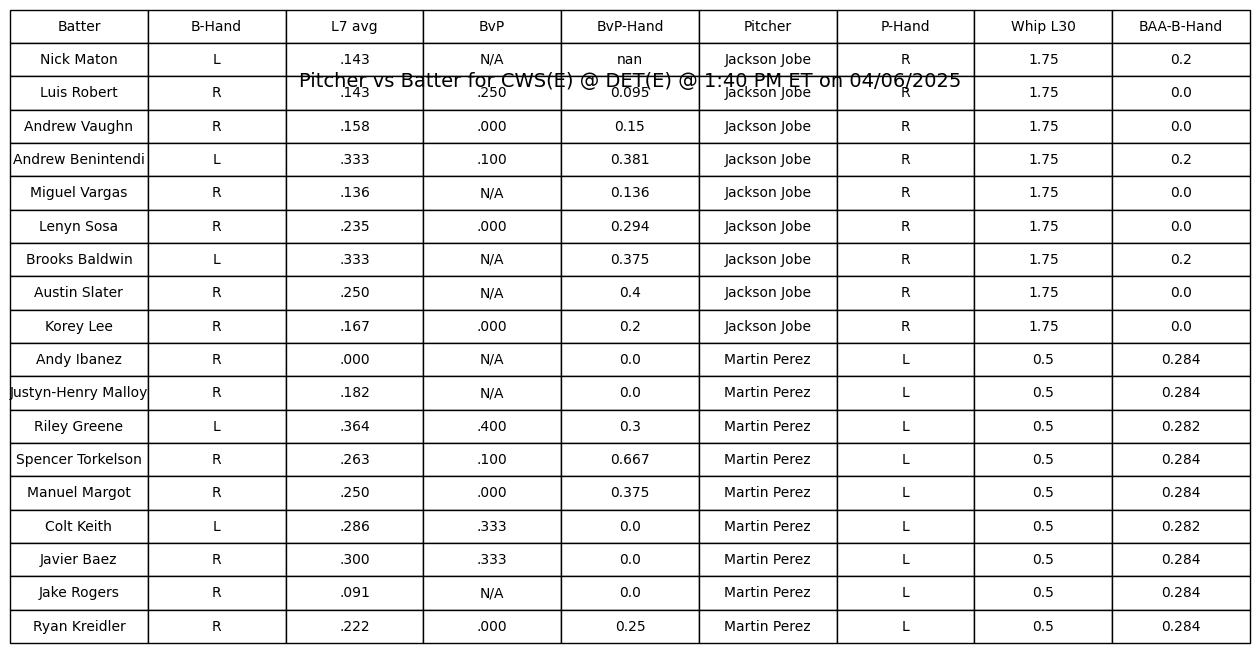 Batter B-Hand L7 avg BvP BvP-Hand Pitcher P-Hand Whip L30 BAA-B-Hand
Nick Maton L .143 N/A nan Jackson Jobe R 1.75 0.2
Pitcher vs Batter for CWS(E) @ DET(E) @ 1:40 PM ET on 04/06/2025
Luis Robert R .143 .250 0.095 Jackson Jobe R 1.75 0.0
Andrew Vaughn R .158 .000 0.15 Jackson Jobe R 1.75 0.0
Andrew Benintendi L .333 .100 0.381 Jackson Jobe R 1.75 0.2
Miguel Vargas R .136 N/A 0.136 Jackson Jobe R 1.75 0.0
Lenyn Sosa R .235 .000 0.294 Jackson Jobe R 1.75 0.0
Brooks Baldwin L .333 N/A 0.375 Jackson Jobe R 1.75 0.2
Austin Slater R .250 N/A 0.4 Jackson Jobe R 1.75 0.0
Korey Lee R .167 .000 0.2 Jackson Jobe R 1.75 0.0
Andy Ibanez R .000 N/A 0.0 Martin Perez L 0.5 0.284
Justyn-Henry Malloy R .182 N/A 0.0 Martin Perez L 0.5 0.284
Riley Greene L .364 .400 0.3 Martin Perez L 0.5 0.282
Spencer Torkelson R .263 .100 0.667 Martin Perez L 0.5 0.284
Manuel Margot R .250 .000 0.375 Martin Perez L 0.5 0.284
Colt Keith L .286 .333 0.0 Martin Perez L 0.5 0.282
Javier Baez R .300 .333 0.0 Martin Perez L 0.5 0.284
Jake Rogers R .091 N/A 0.0 Martin Perez L 0.5 0.284
Ryan Kreidler R .222 .000 0.25 Martin Perez L 0.5 0.284